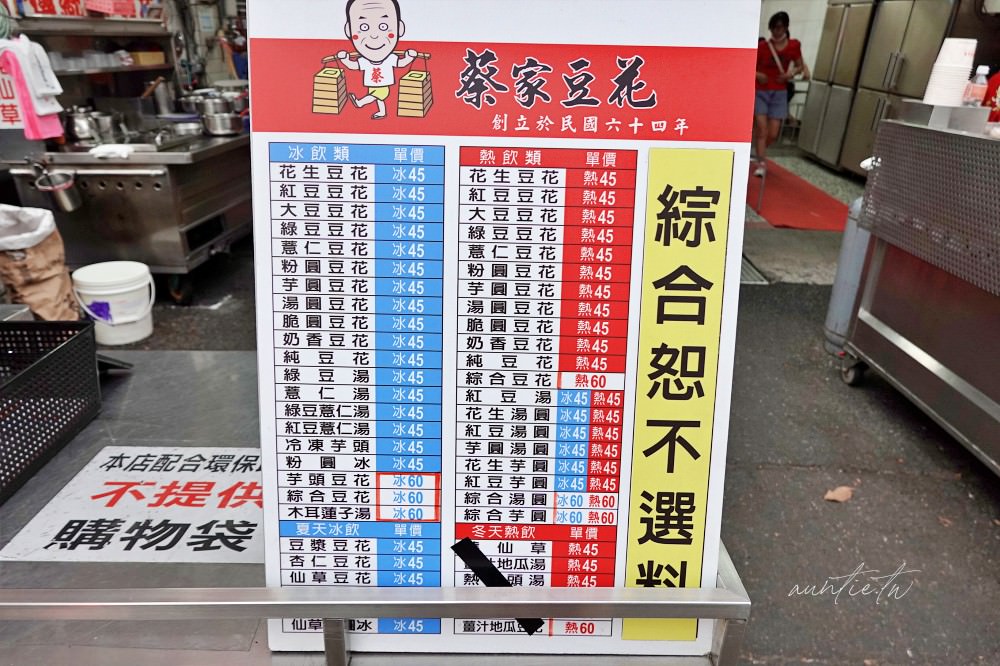 蔡
蔡家豆花
創立於民國六十四年
冰飲類 單價
花生豆花 冰45
紅豆豆花 冰45
大豆豆花 冰45
綠豆豆花 冰45
薏仁豆花 冰45
粉圓豆花 冰45
芋圓豆花 冰45
湯圓豆花 冰45
脆圓豆花 冰45
奶香豆花 冰45
純豆花 冰45
綠豆湯 冰45
薏仁湯 冰45
綠豆薏仁湯 冰45
紅豆薏仁湯 冰45
冷凍芋頭 冰45
粉圓冰 冰45
芋頭豆花 冰60
綜合豆花 冰60
木耳蓮子湯 冰60
夏天冰飲 單價
豆漿豆花 冰45
杏仁豆花 冰45
仙草豆花 冰45
仙草 冰 冰45
熱飲類 單價
花生豆花 熱45
紅豆豆花 熱45
大豆豆花 熱45
綠豆豆花 熱45
薏仁豆花 熱45
粉圓豆花 熱45
芋圓豆花 熱45
湯圓豆花 熱45
脆圓豆花 熱45
奶香豆花 熱45
純豆花 熱45
綜合豆花 熱60
紅豆湯 冰45 熱45
花生湯圓 冰45 熱45
紅豆湯圓 冰45 熱45
芋圓湯圓 冰45 熱45
花生芋圓 冰45 熱45
紅豆芋圓 冰45 熱45
綜合湯圓 冰60 熱60
綜合芋圓 冰60 熱60
冬天熱飲 單價
仙草 熱45
汁地瓜湯 熱45
熱 頭湯 熱45
薑汁地瓜豆花 熱60
綜合恕不選料
本店配合環保
不提供
購物袋
仙草
auntie.tw